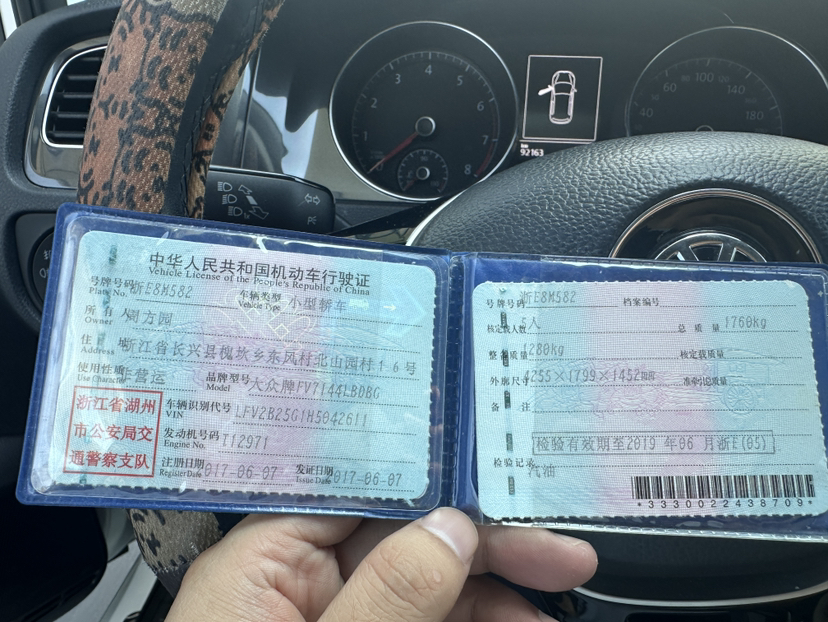 1 2 3 4 5 6 7 8
40 60 80 100 120 140 180
km
92163
中华人民共和国机动车行驶证
Vehicle License of the People's Republic of China
号牌号码 浙E8M582 车辆类型 小型轿车
Plate No. Vehicle Type
所有人 周方园
Owner
住址 浙江省长兴县槐坎乡东风村北山园村16号
Address
使用性质 非营运 品牌型号 大众牌FV7144LBDBG
Use Character Model
浙江省湖州
市公安局交
通警察支队
车辆识别代号 LFV2B25G1H5042611
VIN
发动机号码 T12971
Engine No.
注册日期 2017-06-07 发证日期 2017-06-07
Register Date Issue Date
号牌号码 浙E8M582 档案编号
核定载人数 5人 总质量 1760kg
整备质量 1280kg 核定载质量
外廓尺寸 4255×1799×1452mm 准牵引总质量
备注
检验有效期至2019年06月浙E(05)
检验记录
汽油
*3330022438709*